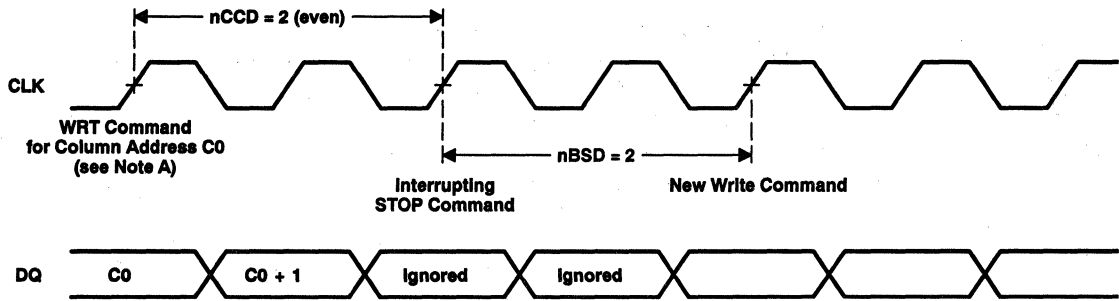 nCCD = 2 (even)
CLK
WRT Command
for Column Address C0
(see Note A)
nBSD = 2
Interrupting
STOP Command
New Write Command
DQ
C0
C0 + 1
Ignored
Ignored